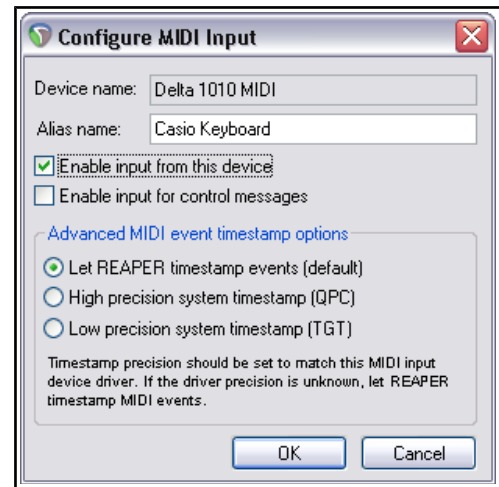 Configure MIDI Input
Device name: Delta 1010 MIDI
Alias name: Casio Keyboard
Enable input from this device
Enable input for control messages
Advanced MIDI event timestamp options
Let REAPER timestamp events (default)
High precision system timestamp (QPC)
Low precision system timestamp (TGT)
Timestamp precision should be set to match this MIDI input
device driver. If the driver precision is unknown, let REAPER
timestamp MIDI events.
OK Cancel